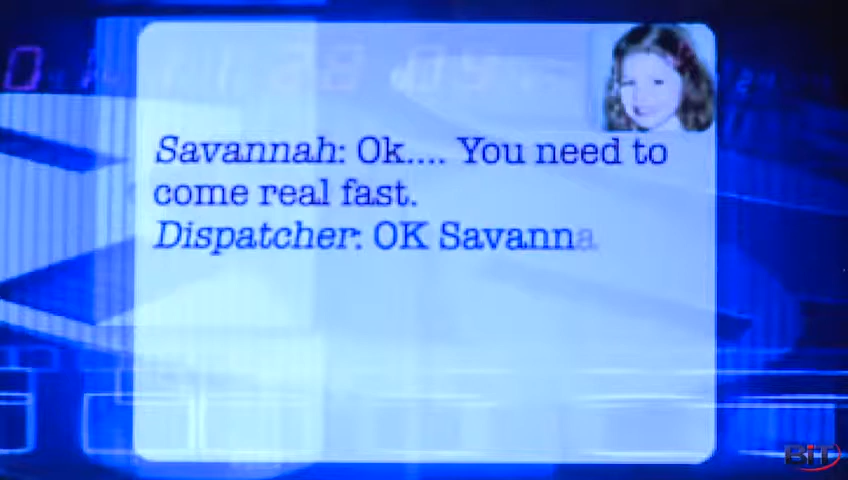 Savannah: Ok.... You need to
come real fast.
Dispatcher: OK Savanna
BiT